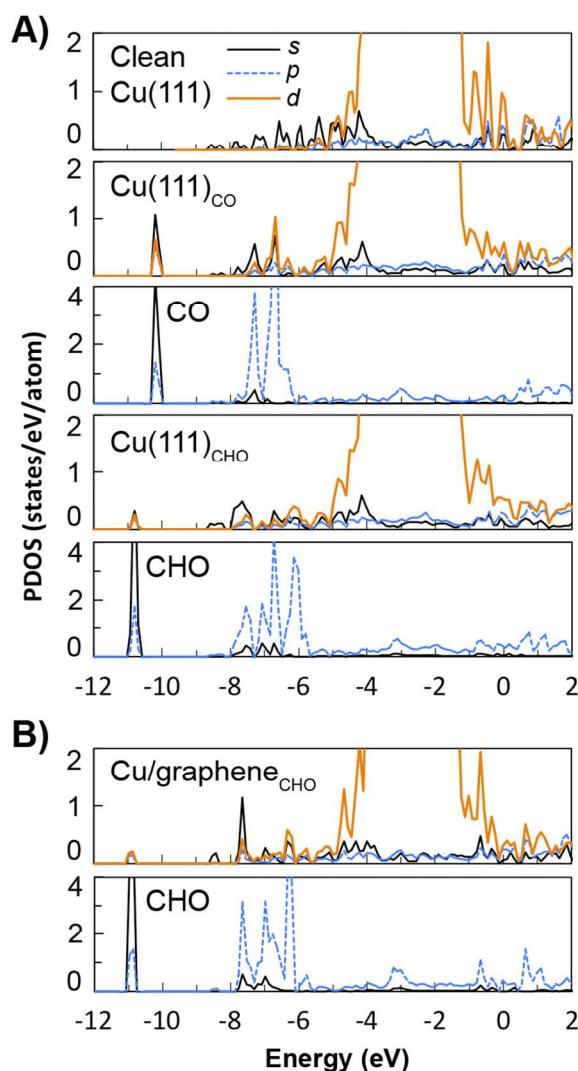 A)
Clean
Cu(111)
s
p
d
2
1
0
Cu(111)CO
2
1
0
CO
4
2
0
Cu(111)CHO
2
1
0
CHO
4
2
0
-12 -10 -8 -6 -4 -2 0 2
PDOS (states/eV/atom)
B)
Cu/grapheneCHO
2
1
0
CHO
4
2
0
-12 -10 -8 -6 -4 -2 0 2
Energy (eV)